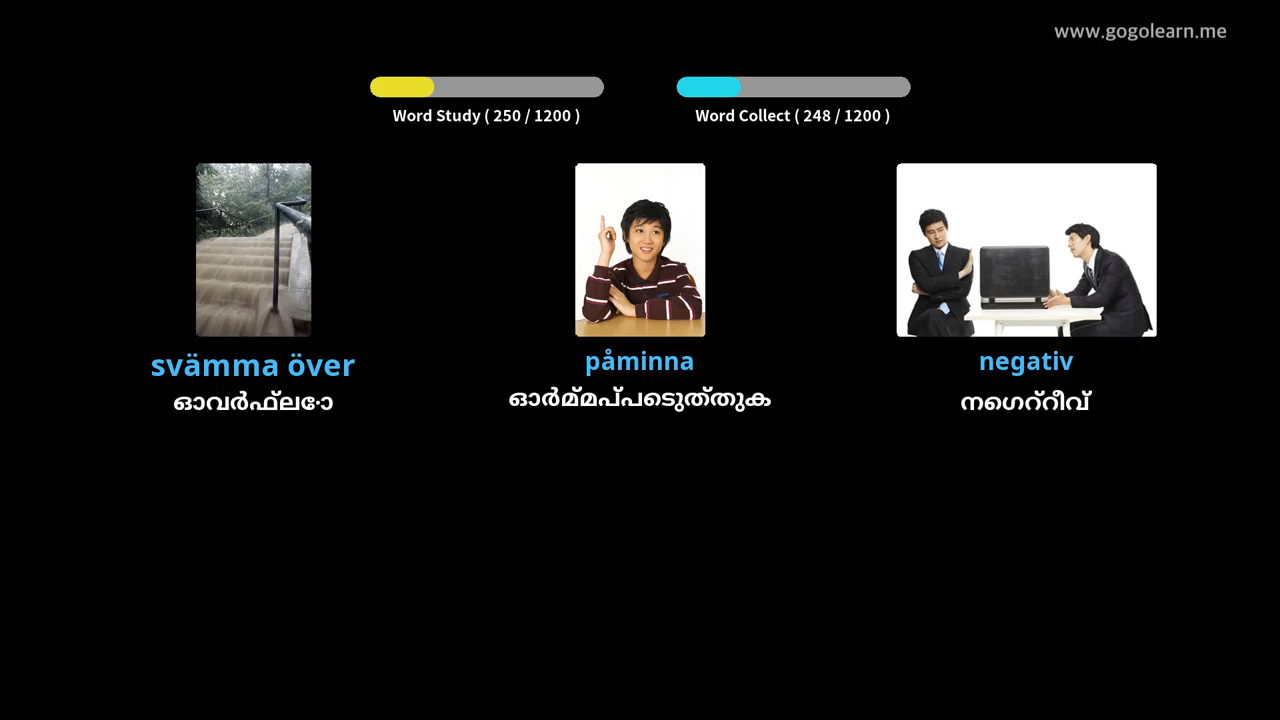 www.gogolearn.me
Word Study ( 250 / 1200 )
Word Collect ( 248 / 1200 )
svämma över
påminna
negativ
ഓവർഫ്ലോ
ഓർമ്മപ്പെടുത്തുക
നെഗറ്റീവ്